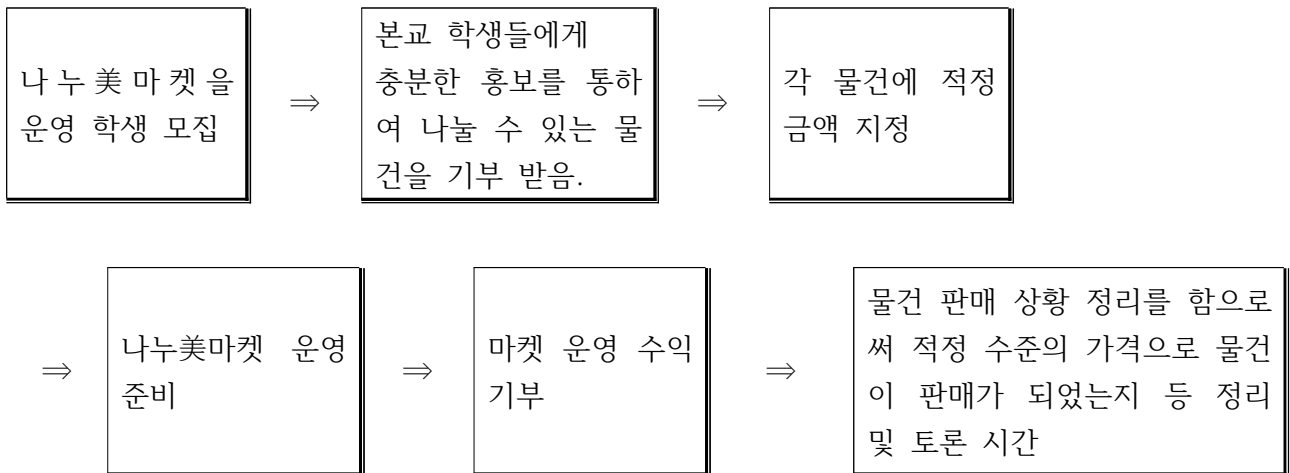 나누美마켓을
운영 학생 모집
⇒
본교 학생들에게
충분한 홍보를 통하
여 나눌 수 있는 물
건을 기부 받음.
⇒
각 물건에 적정
금액 지정
⇒
나누美마켓 운영
준비
⇒
마켓 운영 수익
기부
⇒
물건 판매 상황 정리를 함으로
써 적정 수준의 가격으로 물건
이 판매가 되었는지 등 정리
및 토론 시간